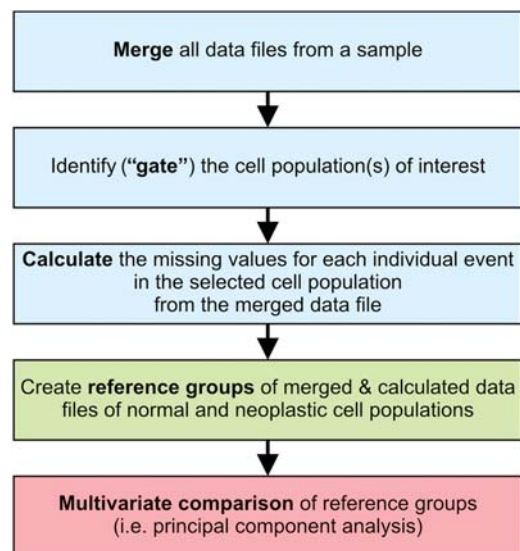 Merge all data files from a sample
Identify (“gate”) the cell population(s) of interest
Calculate the missing values for each individual event
in the selected cell population
from the merged data file
Create reference groups of merged & calculated data
files of normal and neoplastic cell populations
Multivariate comparison of reference groups
(i.e. principal component analysis)